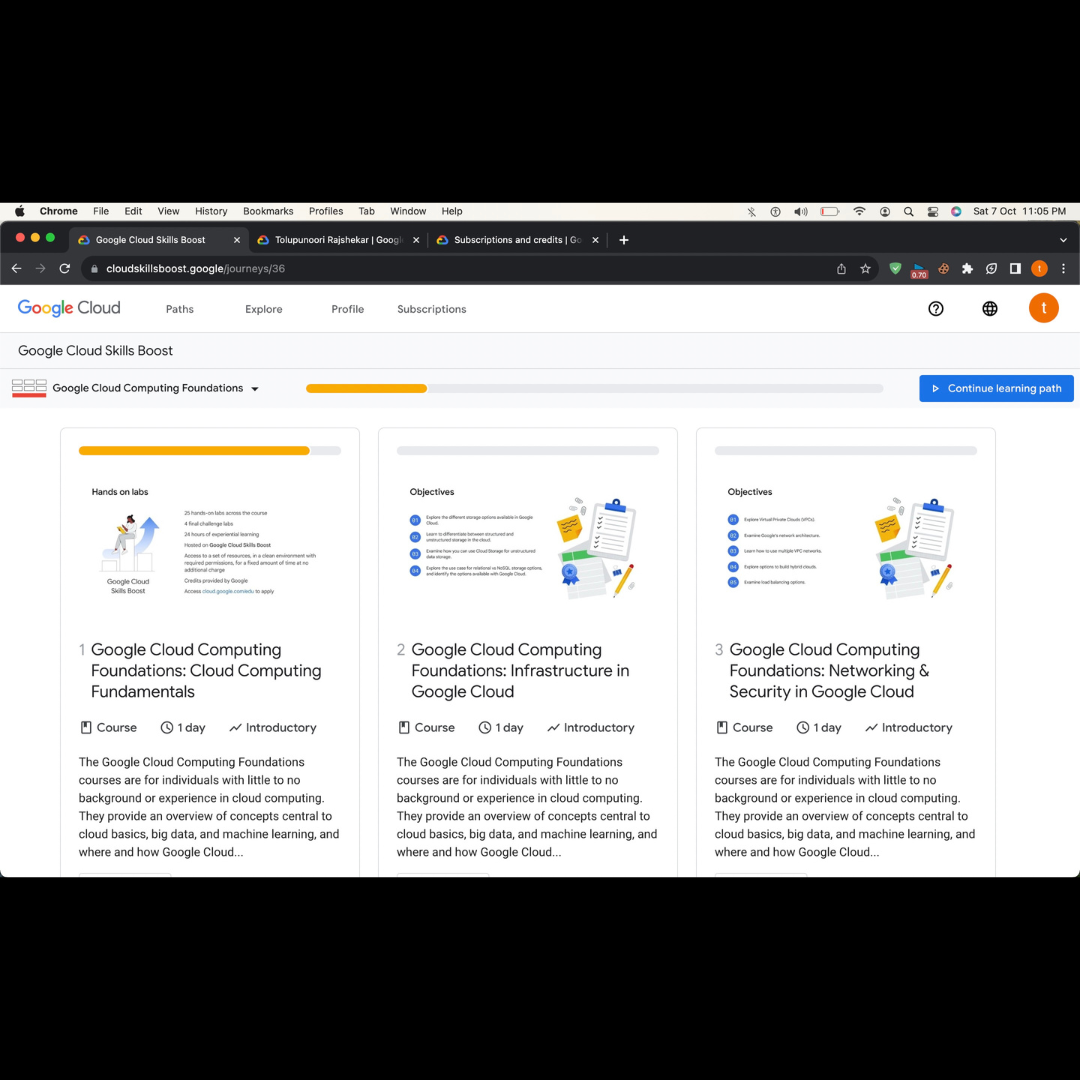 Chrome File Edit View History Bookmarks Profiles Tab Window Help Sat 7 Oct 11:05 PM
Google Cloud Skills Boost Tolupunoori Rajshekar | Googl Subscriptions and credits | Go
cloudskillsboost.google/journeys/36 0.70 t
Google Cloud Paths Explore Profile Subscriptions t
Google Cloud Skills Boost
Google Cloud Computing Foundations Continue learning path
Hands on labs
25 hands-on labs across the course
4 final challenge labs
24 hours of experiential learning
Hosted on Google Cloud Skills Boost
Access to a set of resources, in a clean environment with
required permissions, for a fixed amount of time at no
additional charge
Credits provided by Google
Access cloud.google.com/edu to apply
Google Cloud
Skills Boost
1 Google Cloud Computing
Foundations: Cloud Computing
Fundamentals
Course 1 day Introductory
The Google Cloud Computing Foundations
courses are for individuals with little to no
background or experience in cloud computing.
They provide an overview of concepts central to
cloud basics, big data, and machine learning, and
where and how Google Cloud...
Objectives
01 Explore the different storage options available in Google
Cloud.
02 Learn to differentiate between structured and
unstructured storage in the cloud.
03 Examine how you can use Cloud Storage for unstructured
data storage.
04 Explore the use case for relational vs NoSQL storage options,
and identify the options available with Google Cloud.
2 Google Cloud Computing
Foundations: Infrastructure in
Google Cloud
Course 1 day Introductory
The Google Cloud Computing Foundations
courses are for individuals with little to no
background or experience in cloud computing.
They provide an overview of concepts central to
cloud basics, big data, and machine learning, and
where and how Google Cloud...
Objectives
01 Explore Virtual Private Clouds (VPCs).
02 Examine Google's network architecture.
03 Learn how to use multiple VPC networks.
04 Explore options to build hybrid clouds.
05 Examine load balancing options.
3 Google Cloud Computing
Foundations: Networking &
Security in Google Cloud
Course 1 day Introductory
The Google Cloud Computing Foundations
courses are for individuals with little to no
background or experience in cloud computing.
They provide an overview of concepts central to
cloud basics, big data, and machine learning, and
where and how Google Cloud...